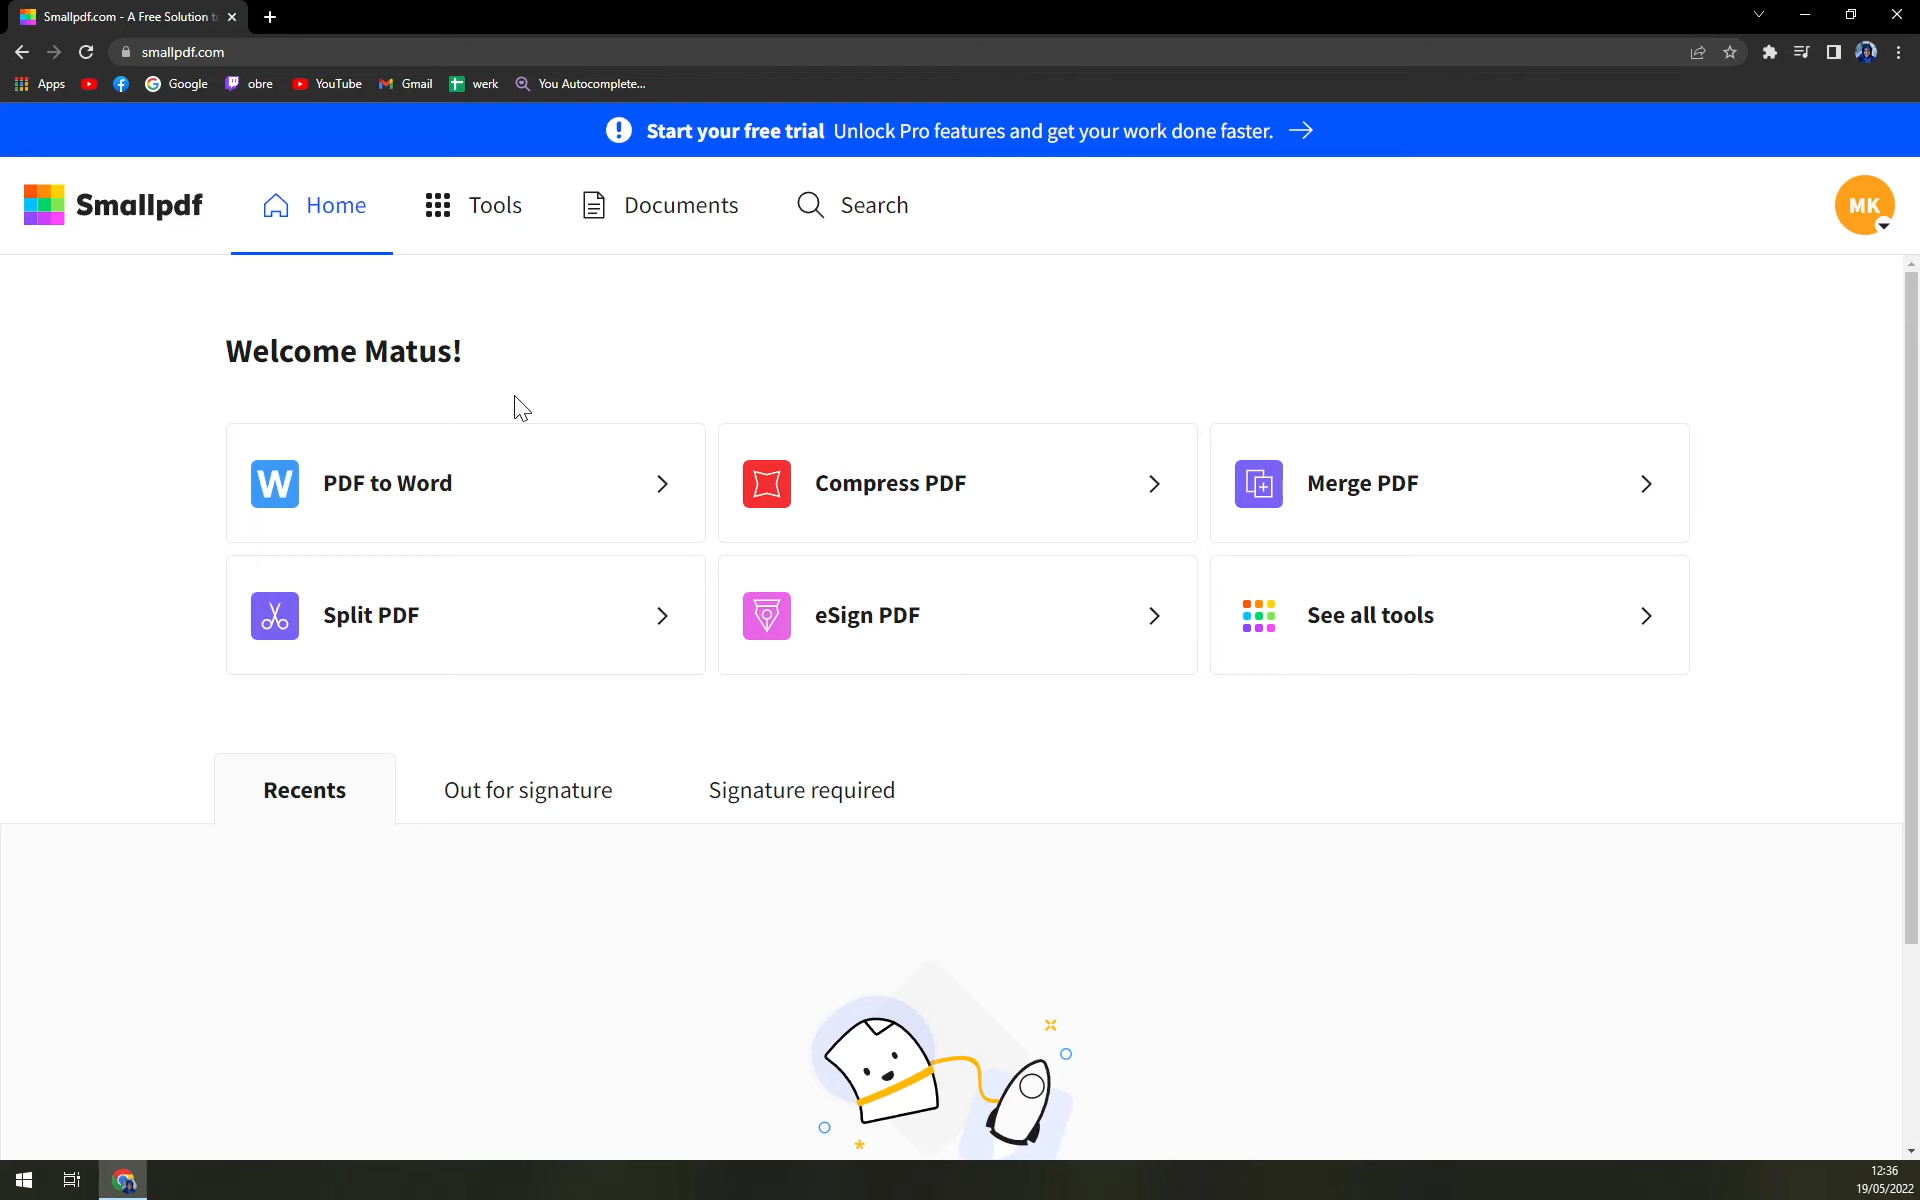 Smallpdf.com - A Free Solution t
smallpdf.com
Apps
Google
obre
YouTube
Gmail
werk
You Autocomplete...
Start your free trial Unlock Pro features and get your work done faster.
Smallpdf
Home
Tools
Documents
Search
MK
Welcome Matus!
PDF to Word
Compress PDF
Merge PDF
Split PDF
eSign PDF
See all tools
Recents
Out for signature
Signature required
12:36
19/05/2022